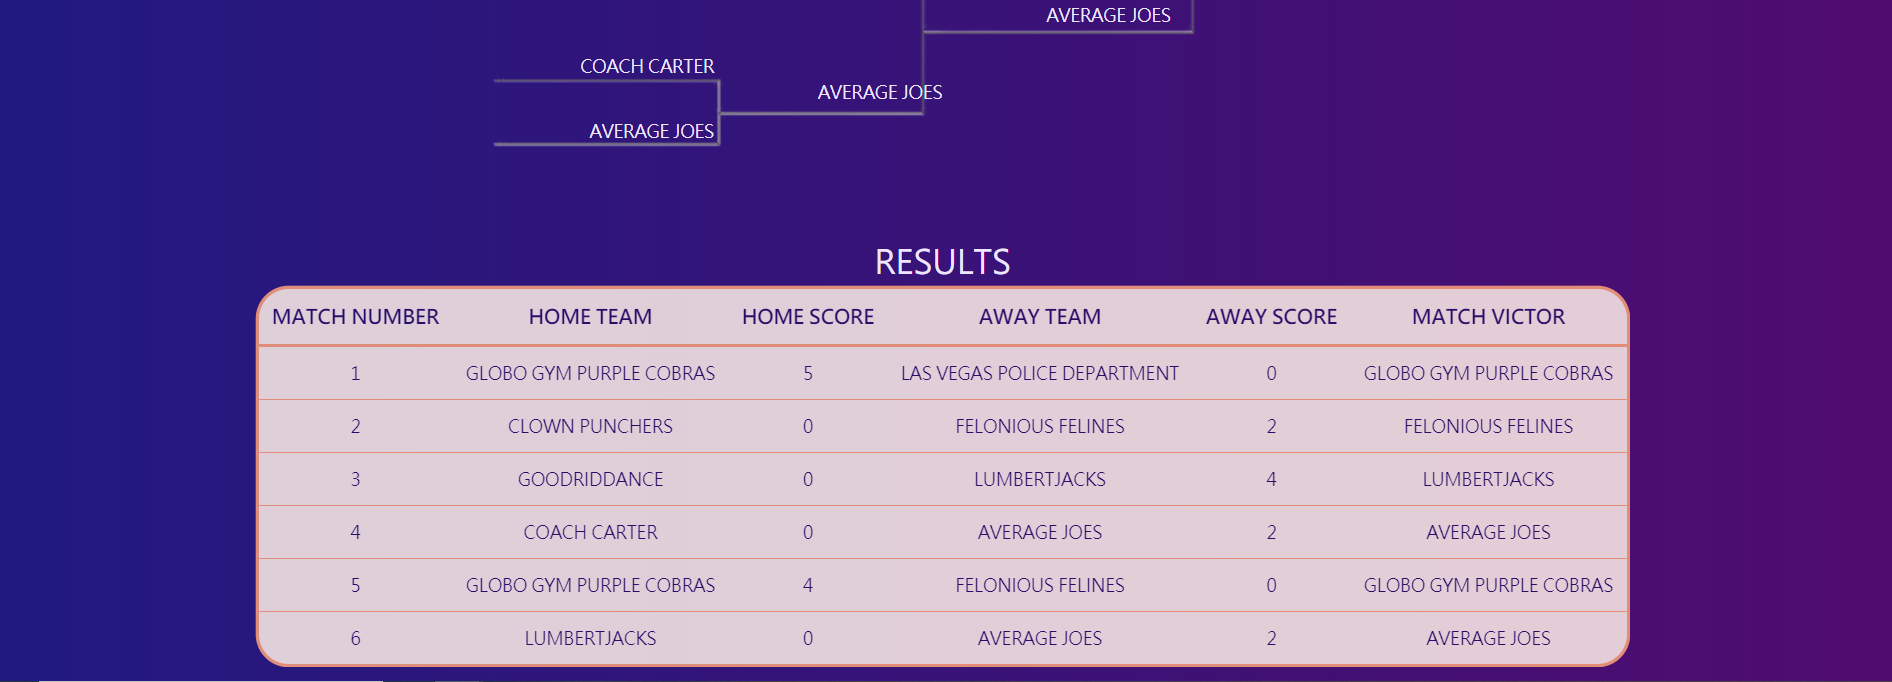 AVERAGE JOES
COACH CARTER
AVERAGE JOES
AVERAGE JOES
RESULTS
MATCH NUMBER HOME TEAM HOME SCORE AWAY TEAM AWAY SCORE MATCH VICTOR
1 GLOBO GYM PURPLE COBRAS 5 LAS VEGAS POLICE DEPARTMENT 0 GLOBO GYM PURPLE COBRAS
2 CLOWN PUNCHERS 0 FELONIOUS FELINES 2 FELONIOUS FELINES
3 GOODRIDDANCE 0 LUMBERTJACKS 4 LUMBERTJACKS
4 COACH CARTER 0 AVERAGE JOES 2 AVERAGE JOES
5 GLOBO GYM PURPLE COBRAS 4 FELONIOUS FELINES 0 GLOBO GYM PURPLE COBRAS
6 LUMBERTJACKS 0 AVERAGE JOES 2 AVERAGE JOES